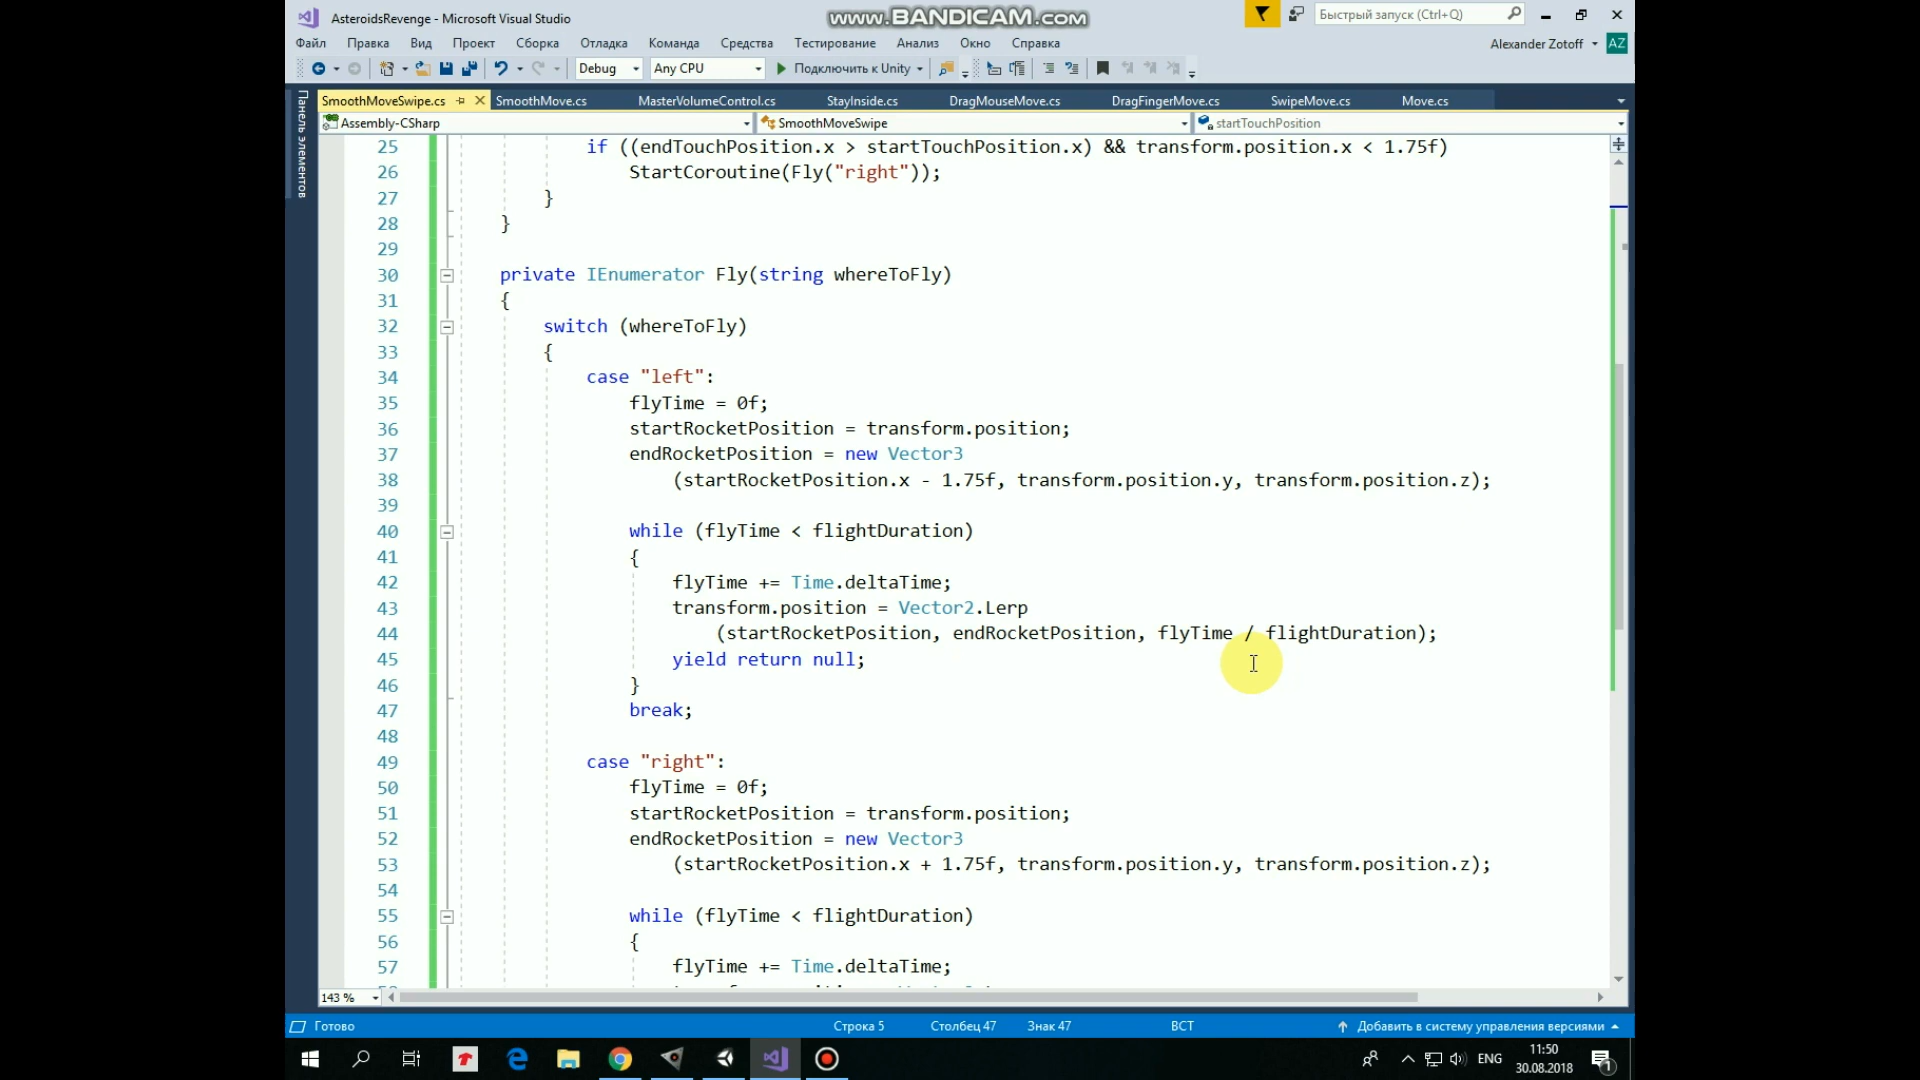 AsteroidsRevenge - Microsoft Visual Studio
www.BANDICAM.com
Быстрый запуск (Ctrl+Q)
Файл Правка Вид Проект Сборка Отладка Команда Средства Тестирование Анализ Окно Справка
Alexander Zotoff AZ
Debug Any CPU Подключить к Unity
Панель элементов
SmoothMoveSwipe.cs SmoothMove.cs MasterVolumeControl.cs StayInside.cs DragMouseMove.cs DragFingerMove.cs SwipeMove.cs Move.cs
Assembly-CSharp SmoothMoveSwipe startTouchPosition
25 if ((endTouchPosition.x > startTouchPosition.x) && transform.position.x < 1.75f)
26 StartCoroutine(Fly("right"));
27 }
28 }
29
30 private IEnumerator Fly(string whereToFly)
31 {
32 switch (whereToFly)
33 {
34 case "left":
35 flyTime = 0f;
36 startRocketPosition = transform.position;
37 endRocketPosition = new Vector3
38 (startRocketPosition.x - 1.75f, transform.position.y, transform.position.z);
39
40 while (flyTime < flightDuration)
41 {
42 flyTime += Time.deltaTime;
43 transform.position = Vector2.Lerp
44 (startRocketPosition, endRocketPosition, flyTime / flightDuration);
45 yield return null;
46 }
47 break;
48
49 case "right":
50 flyTime = 0f;
51 startRocketPosition = transform.position;
52 endRocketPosition = new Vector3
53 (startRocketPosition.x + 1.75f, transform.position.y, transform.position.z);
54
55 while (flyTime < flightDuration)
56 {
57 flyTime += Time.deltaTime;
143 %
Готово Строка 5 Столбец 47 Знак 47 ВСТ Добавить в систему управления версиями
ENG 11:50
30.08.2018 1